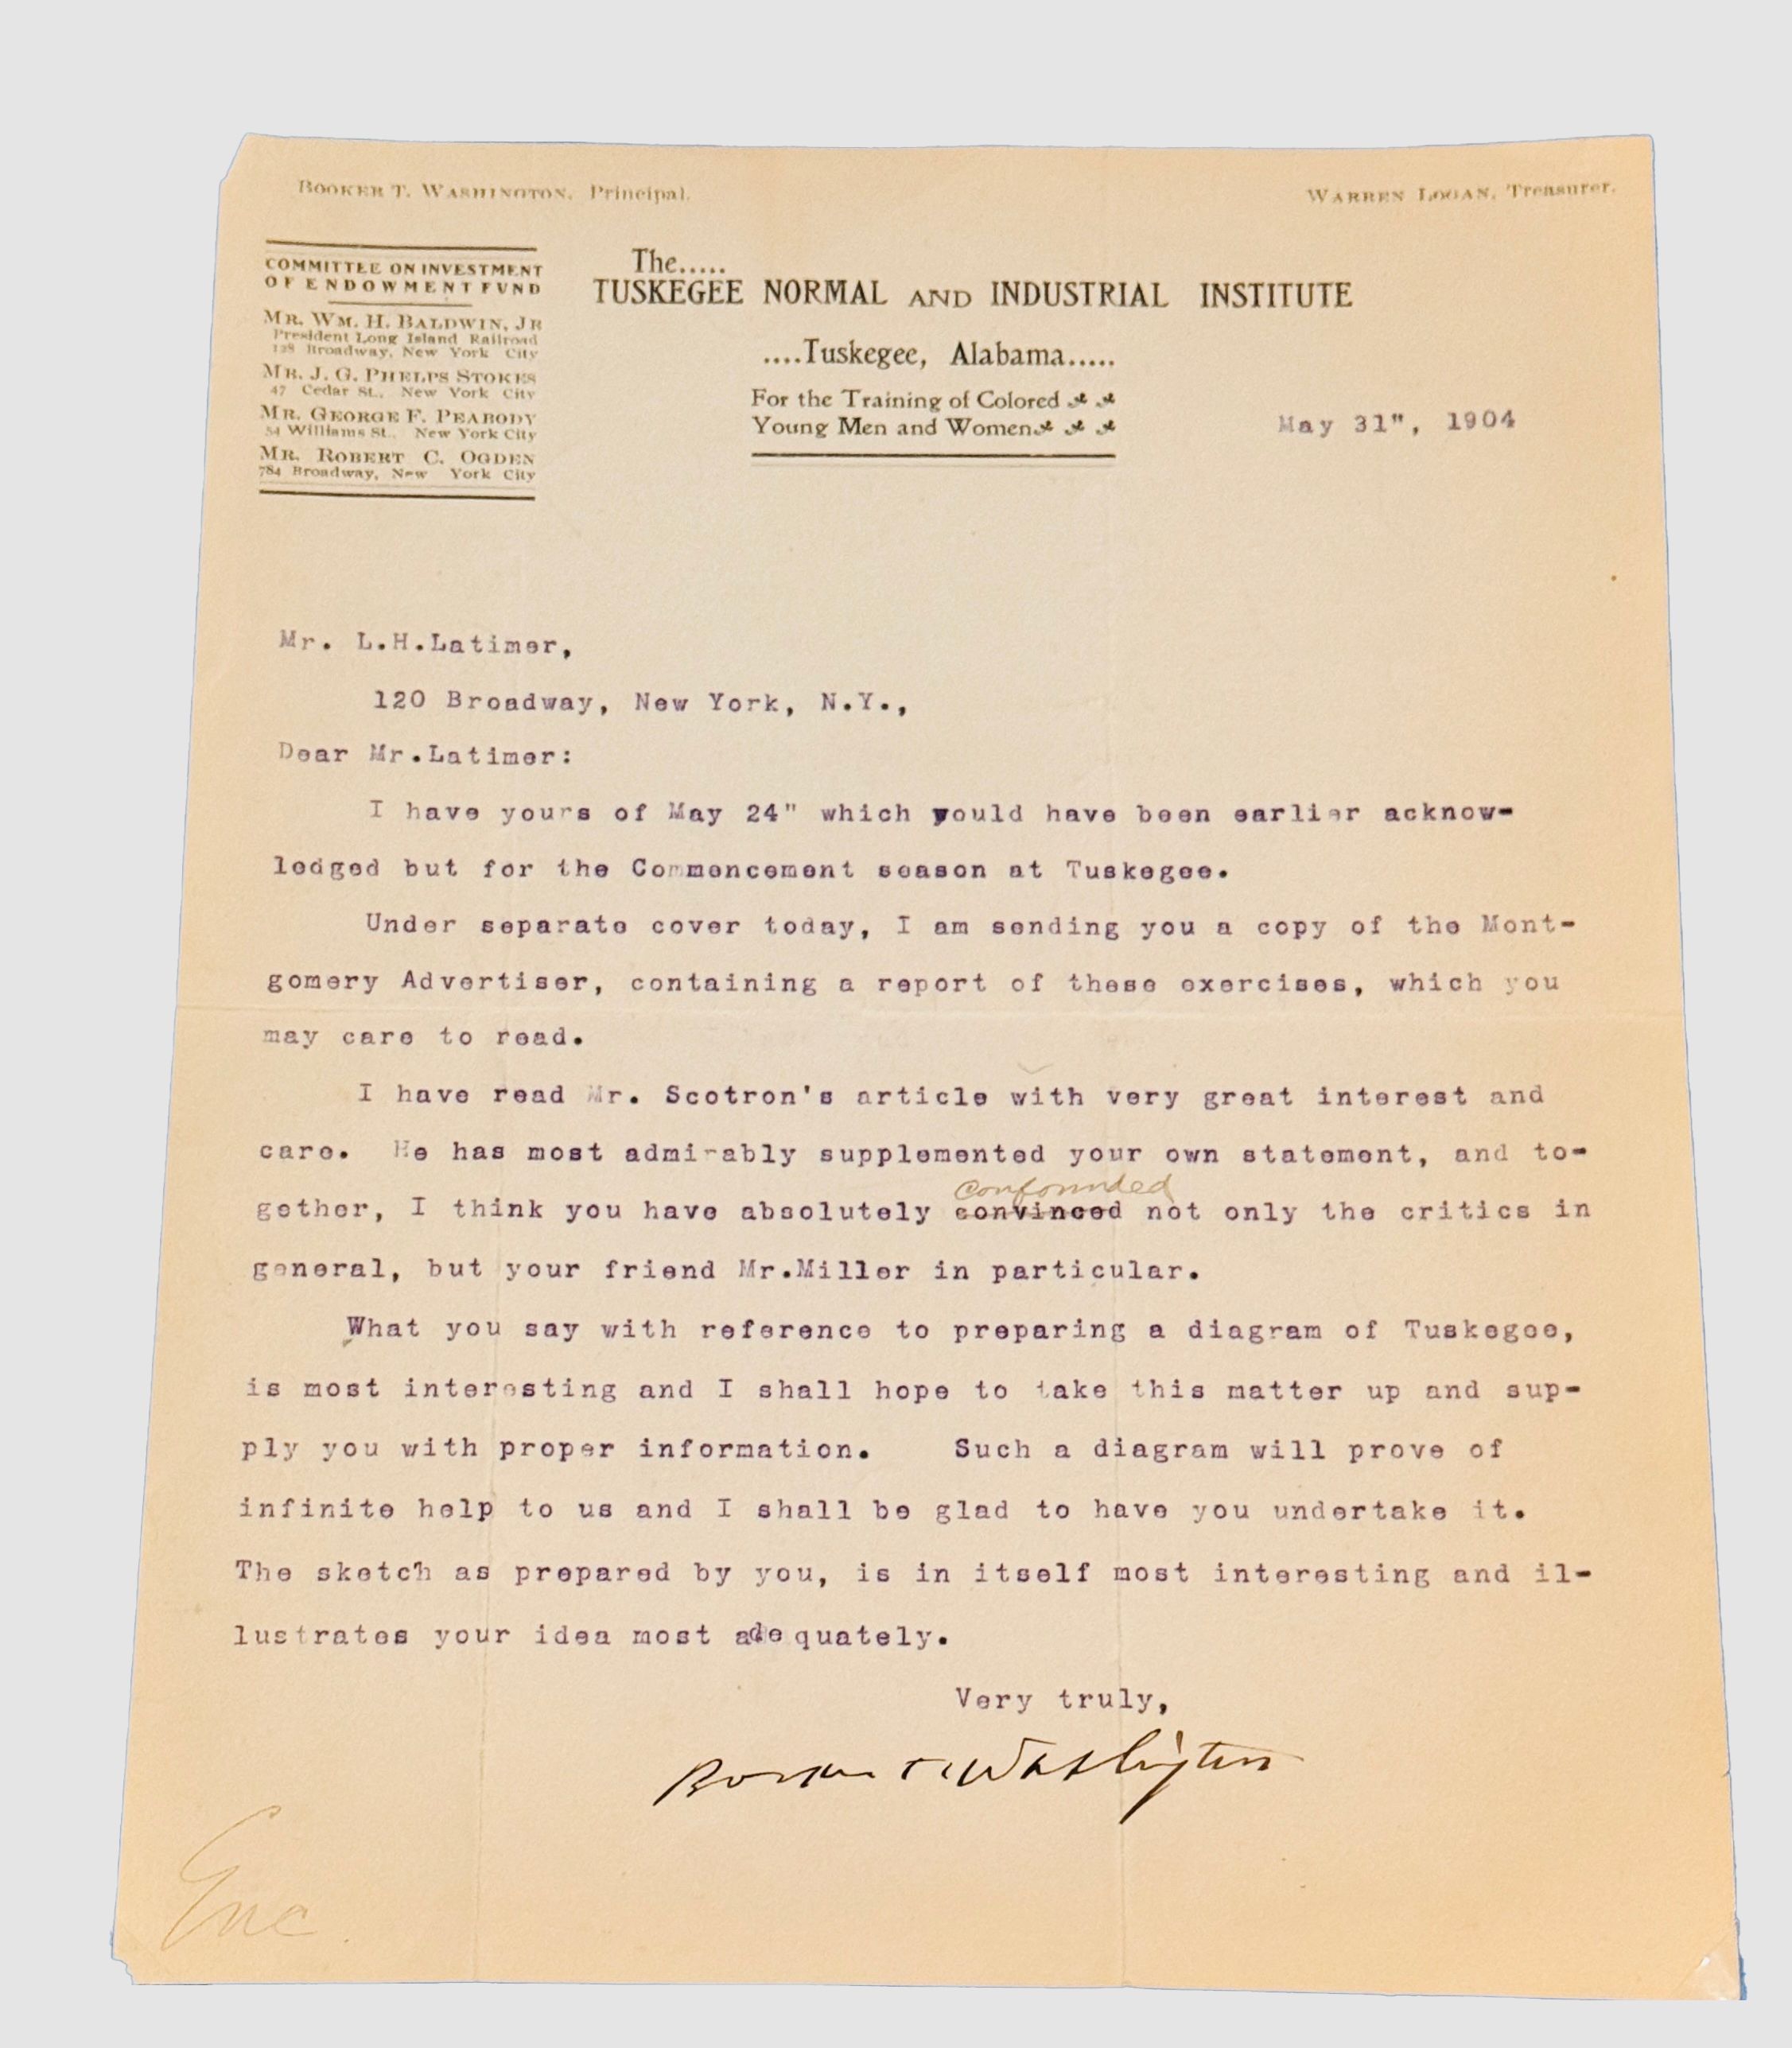 BOOKER T. WASHINGTON, Principal.
WARREN LOGAN, Treasurer.
COMMITTEE ON INVESTMENT
OF ENDOWMENT FUND
MR. WM. H. BALDWIN, JR
President Long Island Railroad
128 Broadway, New York City
MR. J. G. PHELPS STOKES
47 Cedar St., New York City
MR. GEORGE F. PEABODY
54 Williams St., New York City
MR. ROBERT C. OGDEN
784 Broadway, New York City
The.....
TUSKEGEE NORMAL AND INDUSTRIAL INSTITUTE
....Tuskegee, Alabama.....
For the Training of Colored
Young Men and Women
May 31", 1904
Mr. L.H.Latimer,
120 Broadway, New York, N.Y.,
Dear Mr.Latimer:
I have yours of May 24" which would have been earlier acknow-
ledged but for the Commencement season at Tuskegee.
Under separate cover today, I am sending you a copy of the Mont-
gomery Advertiser, containing a report of these exercises, which you
may care to read.
I have read Mr. Scotron's article with very great interest and
care. He has most admirably supplemented your own statement, and to-
confounded
gether, I think you have absolutely convinced not only the critics in
general, but your friend Mr.Miller in particular.
What you say with reference to preparing a diagram of Tuskegee,
is most interesting and I shall hope to take this matter up and sup-
ply you with proper information. Such a diagram will prove of
infinite help to us and I shall be glad to have you undertake it.
The sketch as prepared by you, is in itself most interesting and il-
lustrates your idea most adequately.
Very truly,
Booker T. Washington
Enc.